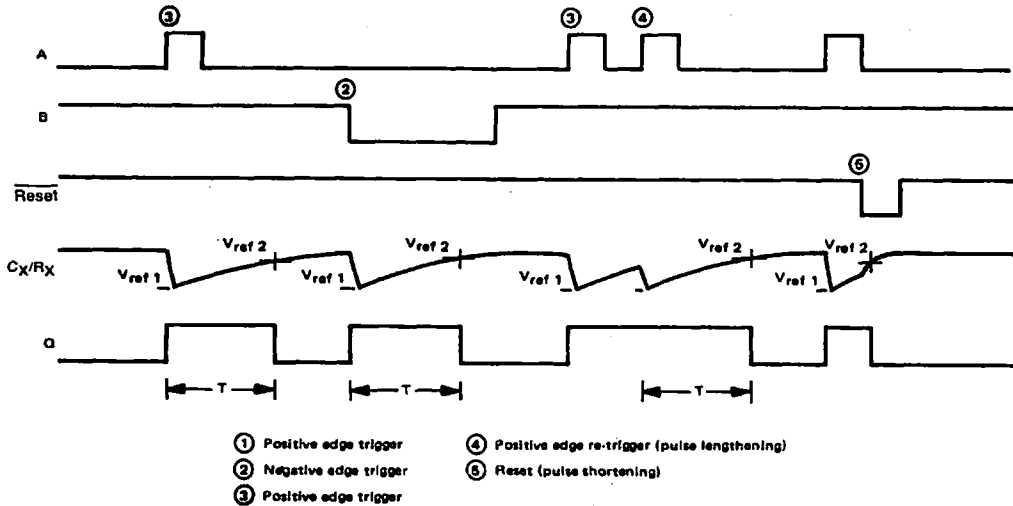 ③ ③ ④
A
②
B
⑤
Reset
Vref 2 Vref 2 Vref 2 Vref 2
CX/RX
Vref 1 Vref 1 Vref 1 Vref 1
Q
T T T
① Positive edge trigger ④ Positive edge re-trigger (pulse lengthening)
② Negative edge trigger ⑤ Reset (pulse shortening)
③ Positive edge trigger